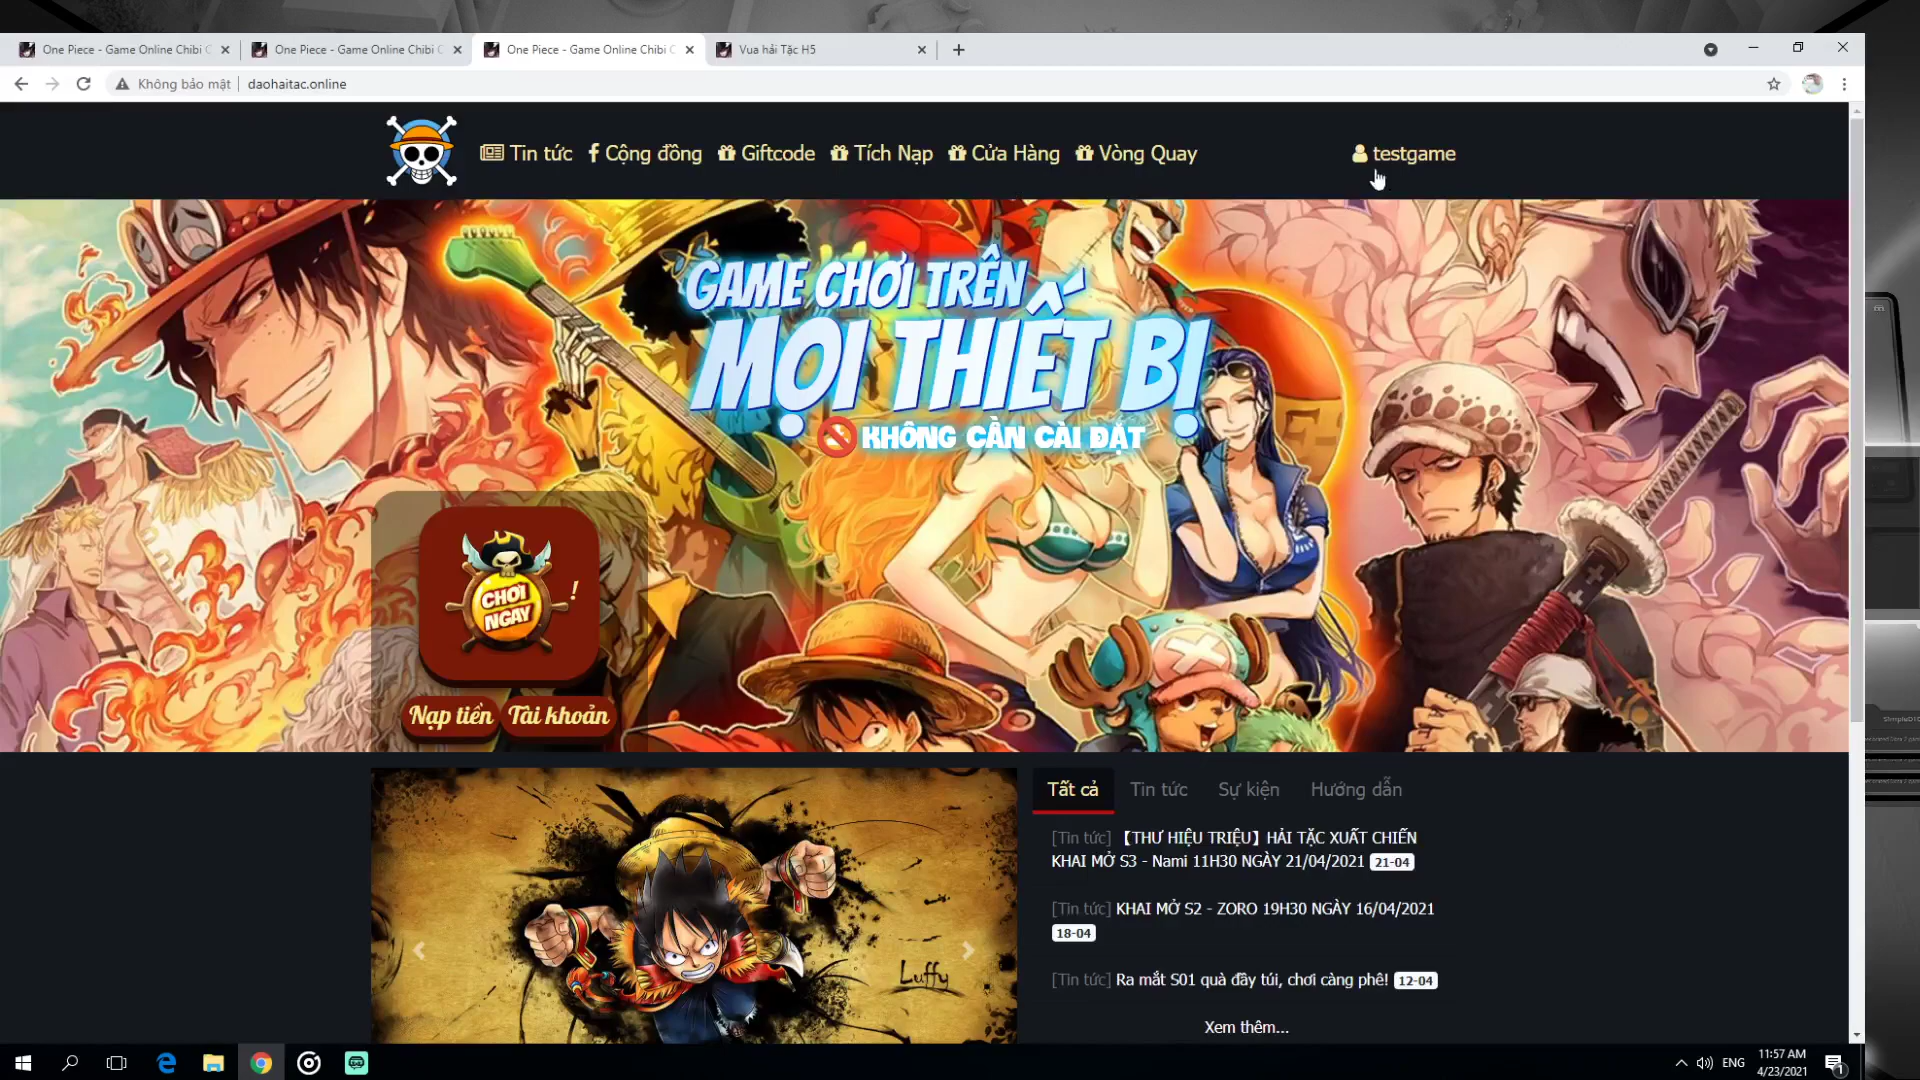 One Piece - Game Online Chibi C
One Piece - Game Online Chibi C
One Piece - Game Online Chibi C
Vua hải Tặc H5
Không bảo mật
daohaitac.online
Tin tức
Cộng đồng
Giftcode
Tích Nạp
Cửa Hàng
Vòng Quay
testgame
GAME CHƠI TRÊN
MỌI THIẾT BỊ
KHÔNG CẦN CÀI ĐẶT
CHƠI
NGAY
!
Nạp tiền
Tài khoản
Luffy
Tất cả
Tin tức
Sự kiện
Hướng dẫn
[Tin tức] 【THƯ HIỆU TRIỆU】HẢI TẶC XUẤT CHIẾN
KHAI MỞ S3 - Nami 11H30 NGÀY 21/04/2021 21-04
[Tin tức] KHAI MỞ S2 - ZORO 19H30 NGÀY 16/04/2021
18-04
[Tin tức] Ra mắt S01 quà đầy túi, chơi càng phê! 12-04
Xem thêm...
ENG
11:57 AM
4/23/2021
1